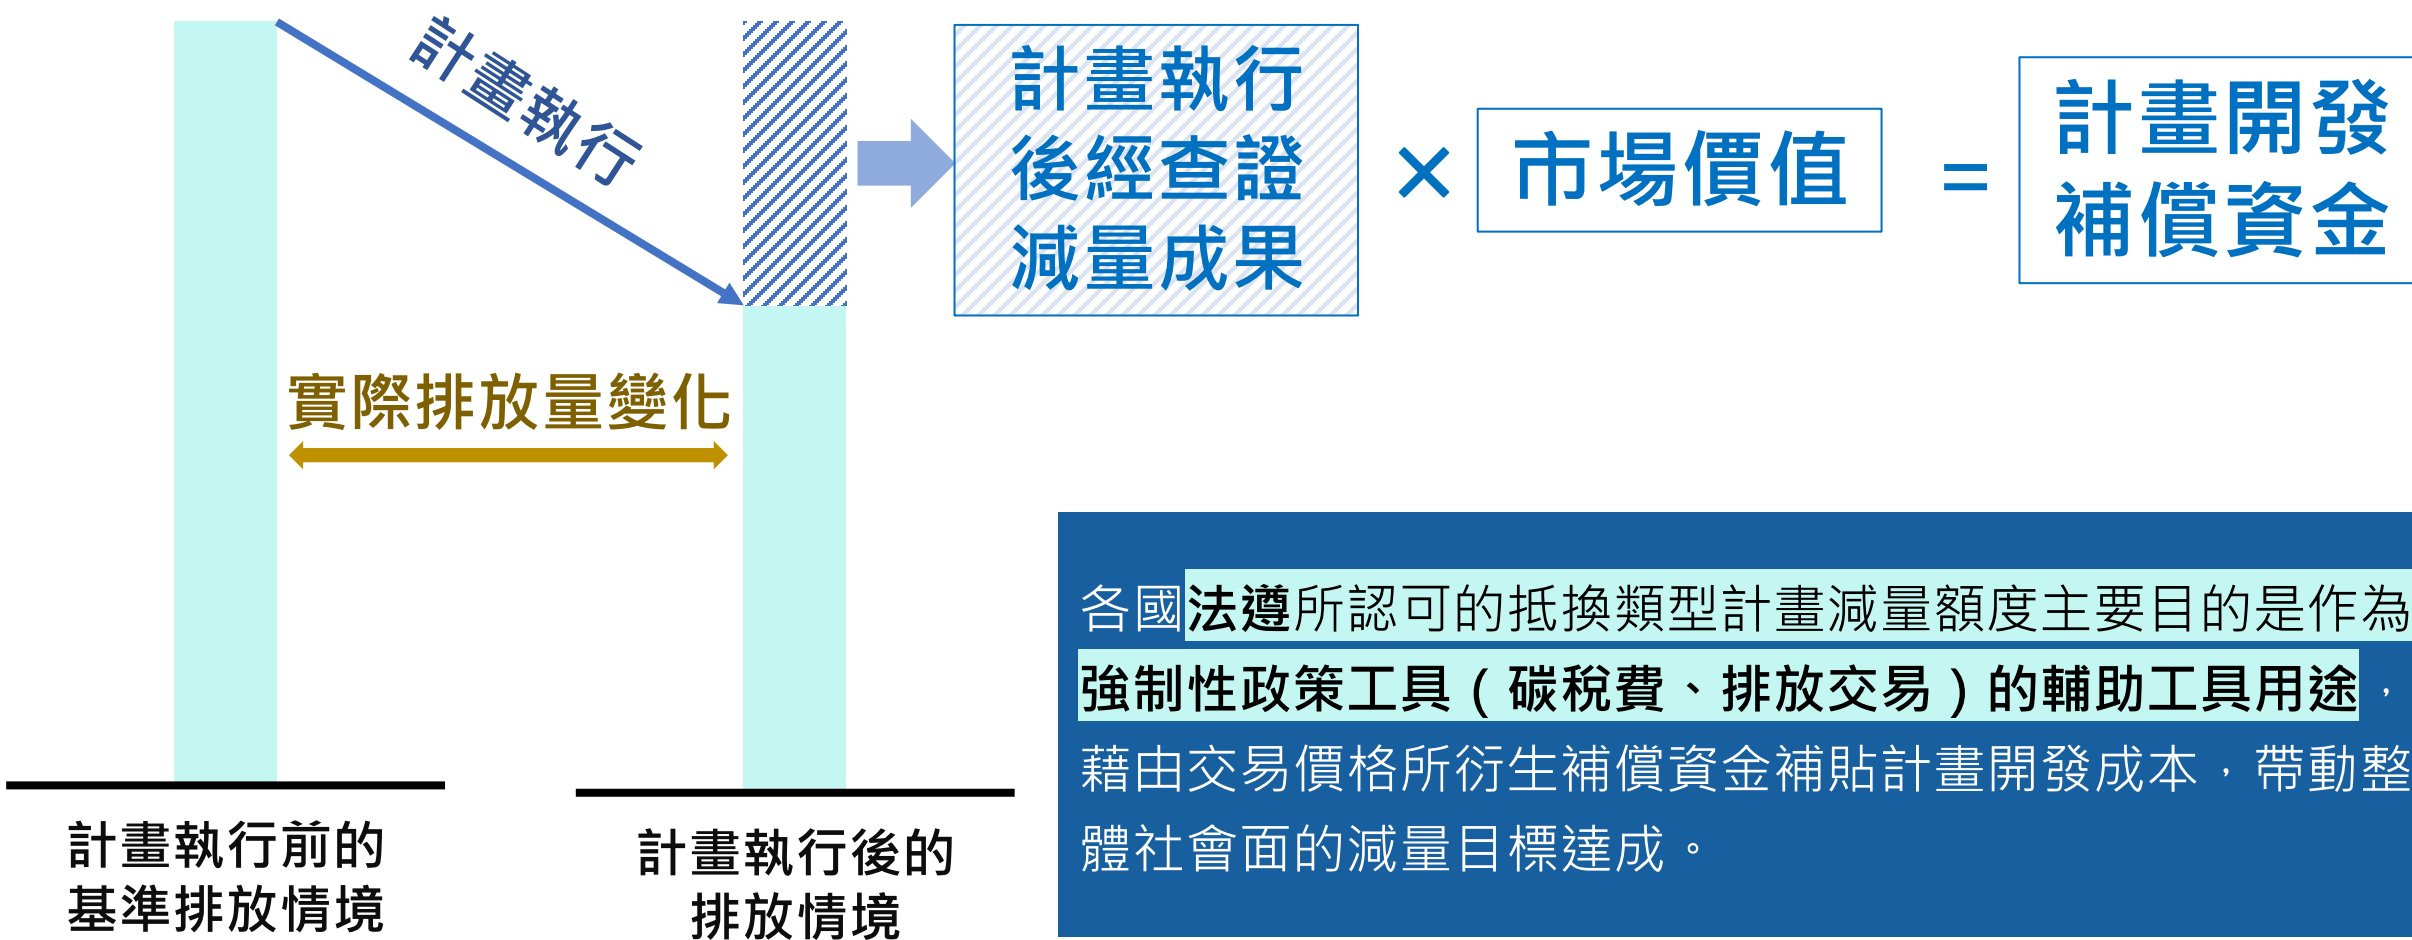 計畫執行
計畫執行
後經查證
減量成果
×
市場價值
=
計畫開發
補償資金
實際排放量變化
各國法遵所認可的抵換類型計畫減量額度主要目的是作為
強制性政策工具（碳稅費、排放交易）的輔助工具用途，
藉由交易價格所衍生補償資金補貼計畫開發成本，帶動整
體社會面的減量目標達成。
計畫執行前的
基準排放情境
計畫執行後的
排放情境